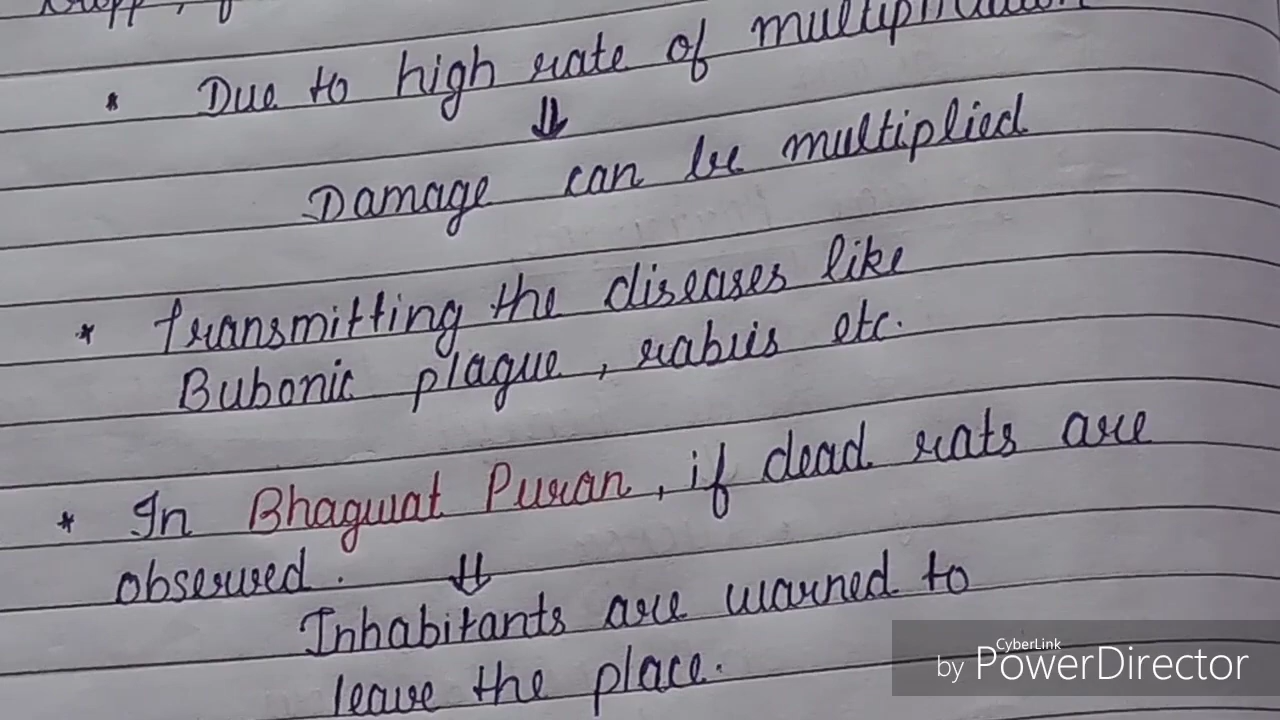 * Due to high rate of
⇓
Damage can be multiplied
* Transmitting the diseases like
Bubonic plague, rabies etc.
* In Bhagwat Puran, if dead rats are
observed.
⇓
Inhabitants are warned to
leave the place.
CyberLink
by PowerDirector